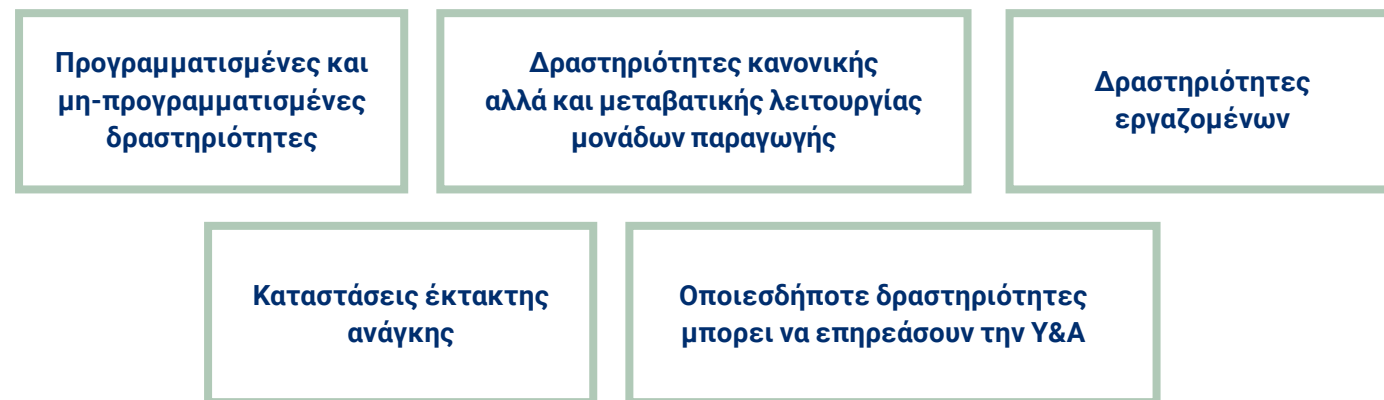 Προγραμματισμένες και
μη-προγραμματισμένες
δραστηριότητες
Δραστηριότητες κανονικής
αλλά και μεταβατικής λειτουργίας
μονάδων παραγωγής
Δραστηριότητες
εργαζομένων
Καταστάσεις έκτακτης
ανάγκης
Οποιεσδήποτε δραστηριότητες
μπορει να επηρεάσουν την Υ&Α